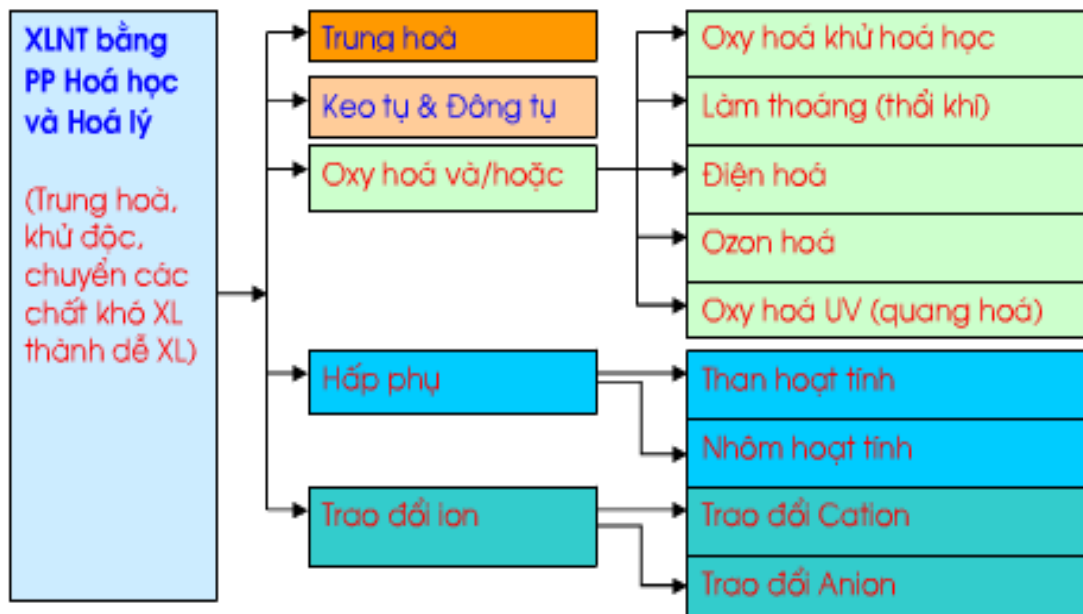 XLNT bằng
PP Hoá học
và Hoá lý
(Trung hoà,
khử độc,
chuyển các
chất khó XL
thành dễ XL)
Trung hoà
Keo tụ & Đông tụ
Oxy hoá và/hoặc
Hấp phụ
Trao đổi ion
Oxy hoá khử hoá học
Làm thoáng (thổi khí)
Điện hoá
Ozon hoá
Oxy hoá UV (quang hoá)
Than hoạt tính
Nhôm hoạt tính
Trao đổi Cation
Trao đổi Anion